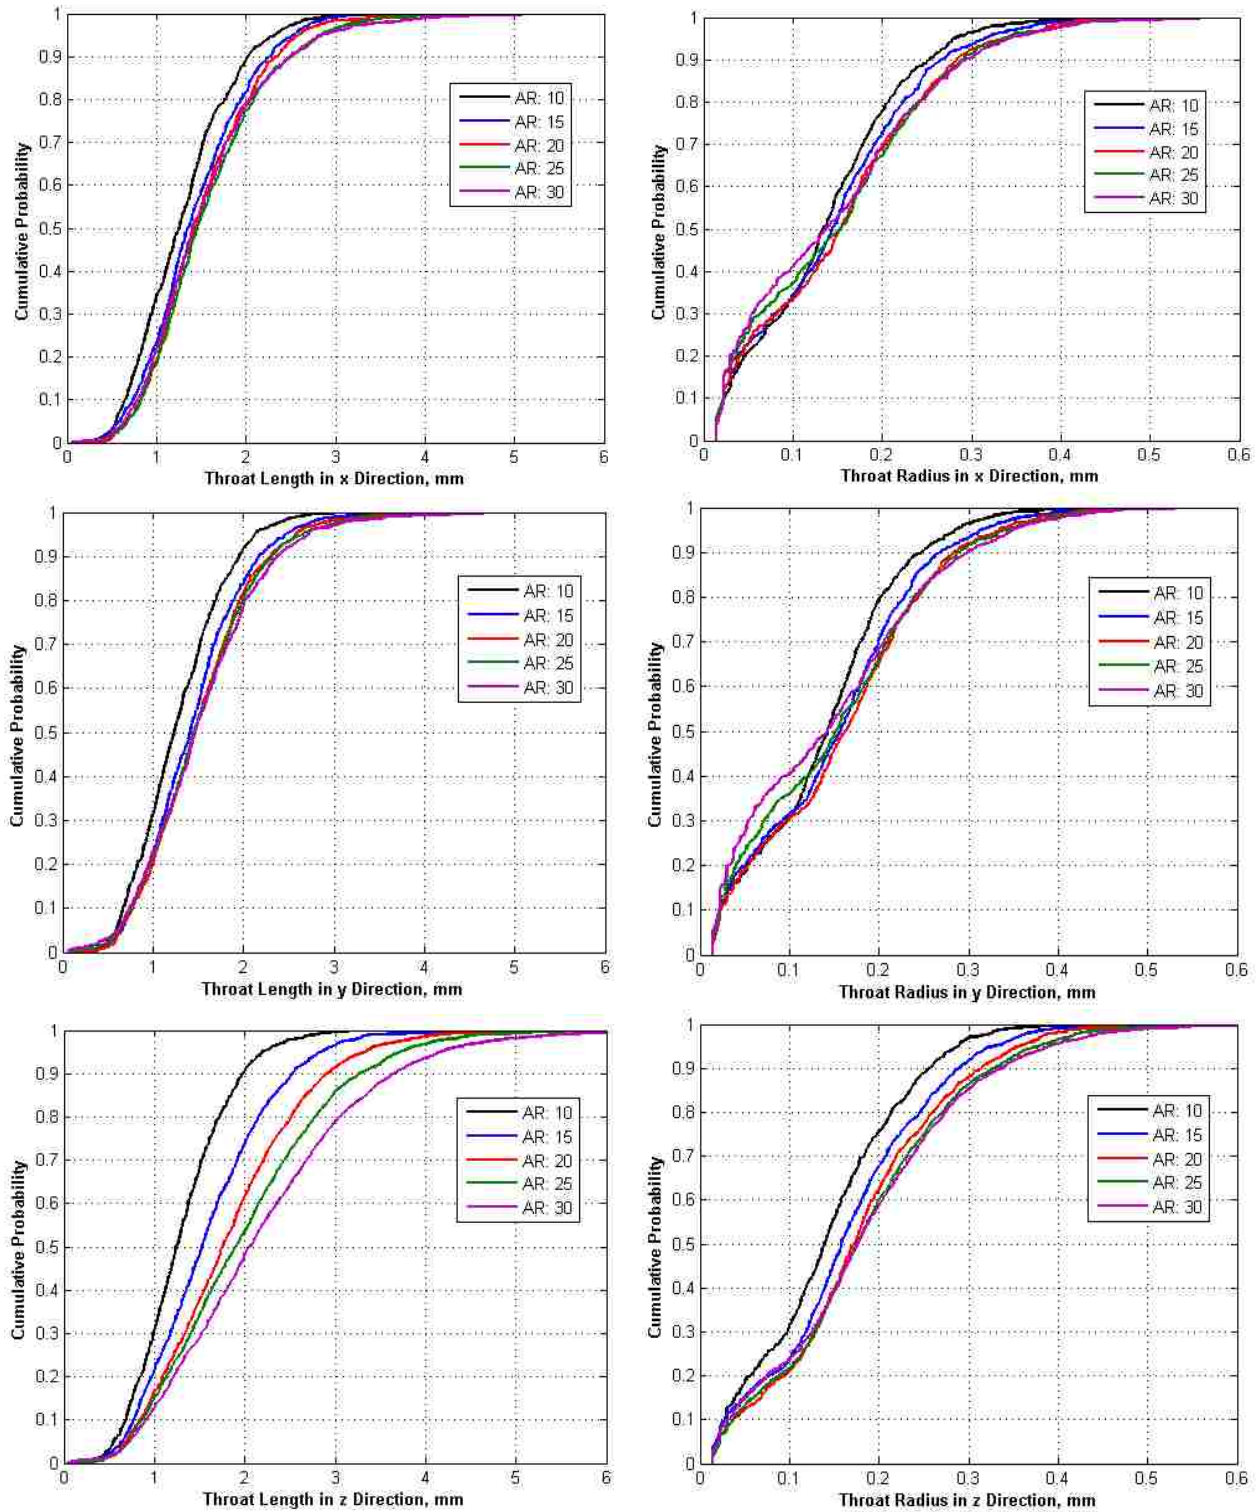 1
0.9
0.8
0.7
0.6
0.5
0.4
0.3
0.2
0.1
0
Cumulative Probability
AR: 10
AR: 15
AR: 20
AR: 25
AR: 30
0 1 2 3 4 5 6
Throat Length in x Direction, mm
1
0.9
0.8
0.7
0.6
0.5
0.4
0.3
0.2
0.1
0
Cumulative Probability
AR: 10
AR: 15
AR: 20
AR: 25
AR: 30
0 0.1 0.2 0.3 0.4 0.5 0.6
Throat Radius in x Direction, mm
1
0.9
0.8
0.7
0.6
0.5
0.4
0.3
0.2
0.1
0
Cumulative Probability
AR: 10
AR: 15
AR: 20
AR: 25
AR: 30
0 1 2 3 4 5 6
Throat Length in y Direction, mm
1
0.9
0.8
0.7
0.6
0.5
0.4
0.3
0.2
0.1
0
Cumulative Probability
AR: 10
AR: 15
AR: 20
AR: 25
AR: 30
0 0.1 0.2 0.3 0.4 0.5 0.6
Throat Radius in y Direction, mm
1
0.9
0.8
0.7
0.6
0.5
0.4
0.3
0.2
0.1
0
Cumulative Probability
AR: 10
AR: 15
AR: 20
AR: 25
AR: 30
0 1 2 3 4 5 6
Throat Length in z Direction, mm
1
0.9
0.8
0.7
0.6
0.5
0.4
0.3
0.2
0.1
0
Cumulative Probability
AR: 10
AR: 15
AR: 20
AR: 25
AR: 30
0 0.1 0.2 0.3 0.4 0.5 0.6
Throat Radius in z Direction, mm